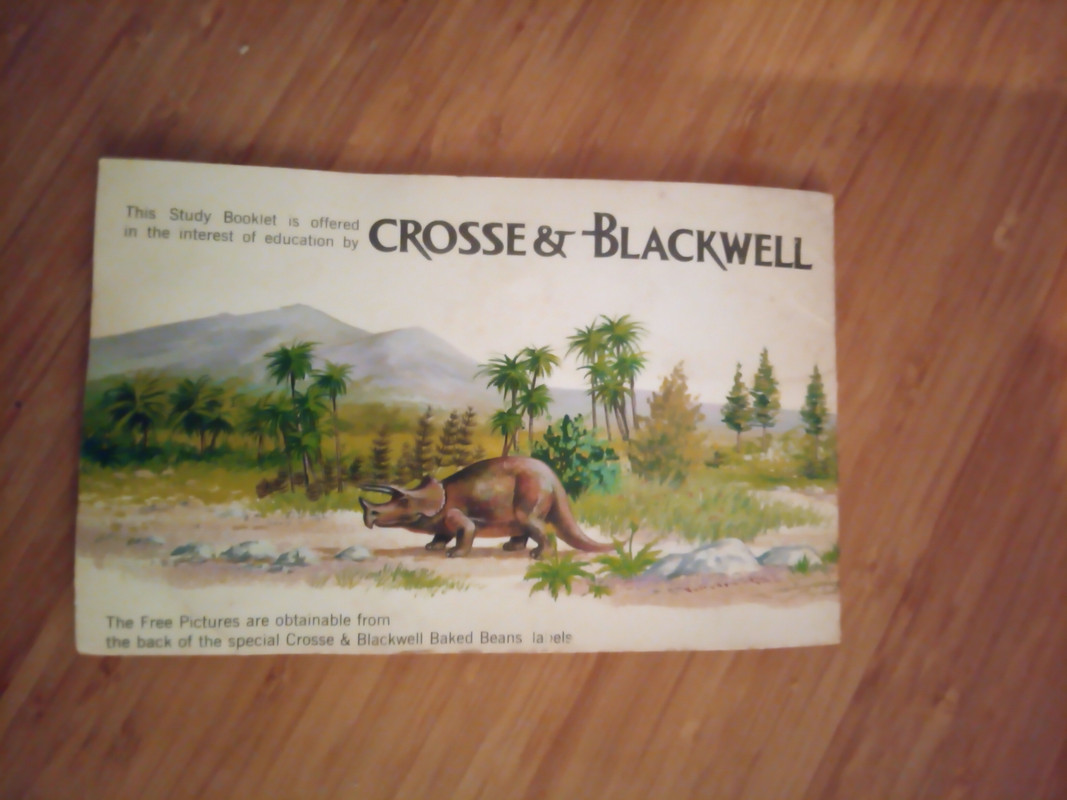 This Study Booklet is offered
in the interest of education by
CROSSE & BLACKWELL
The Free Pictures are obtainable from
the back of the special Crosse & Blackwell Baked Beans labels